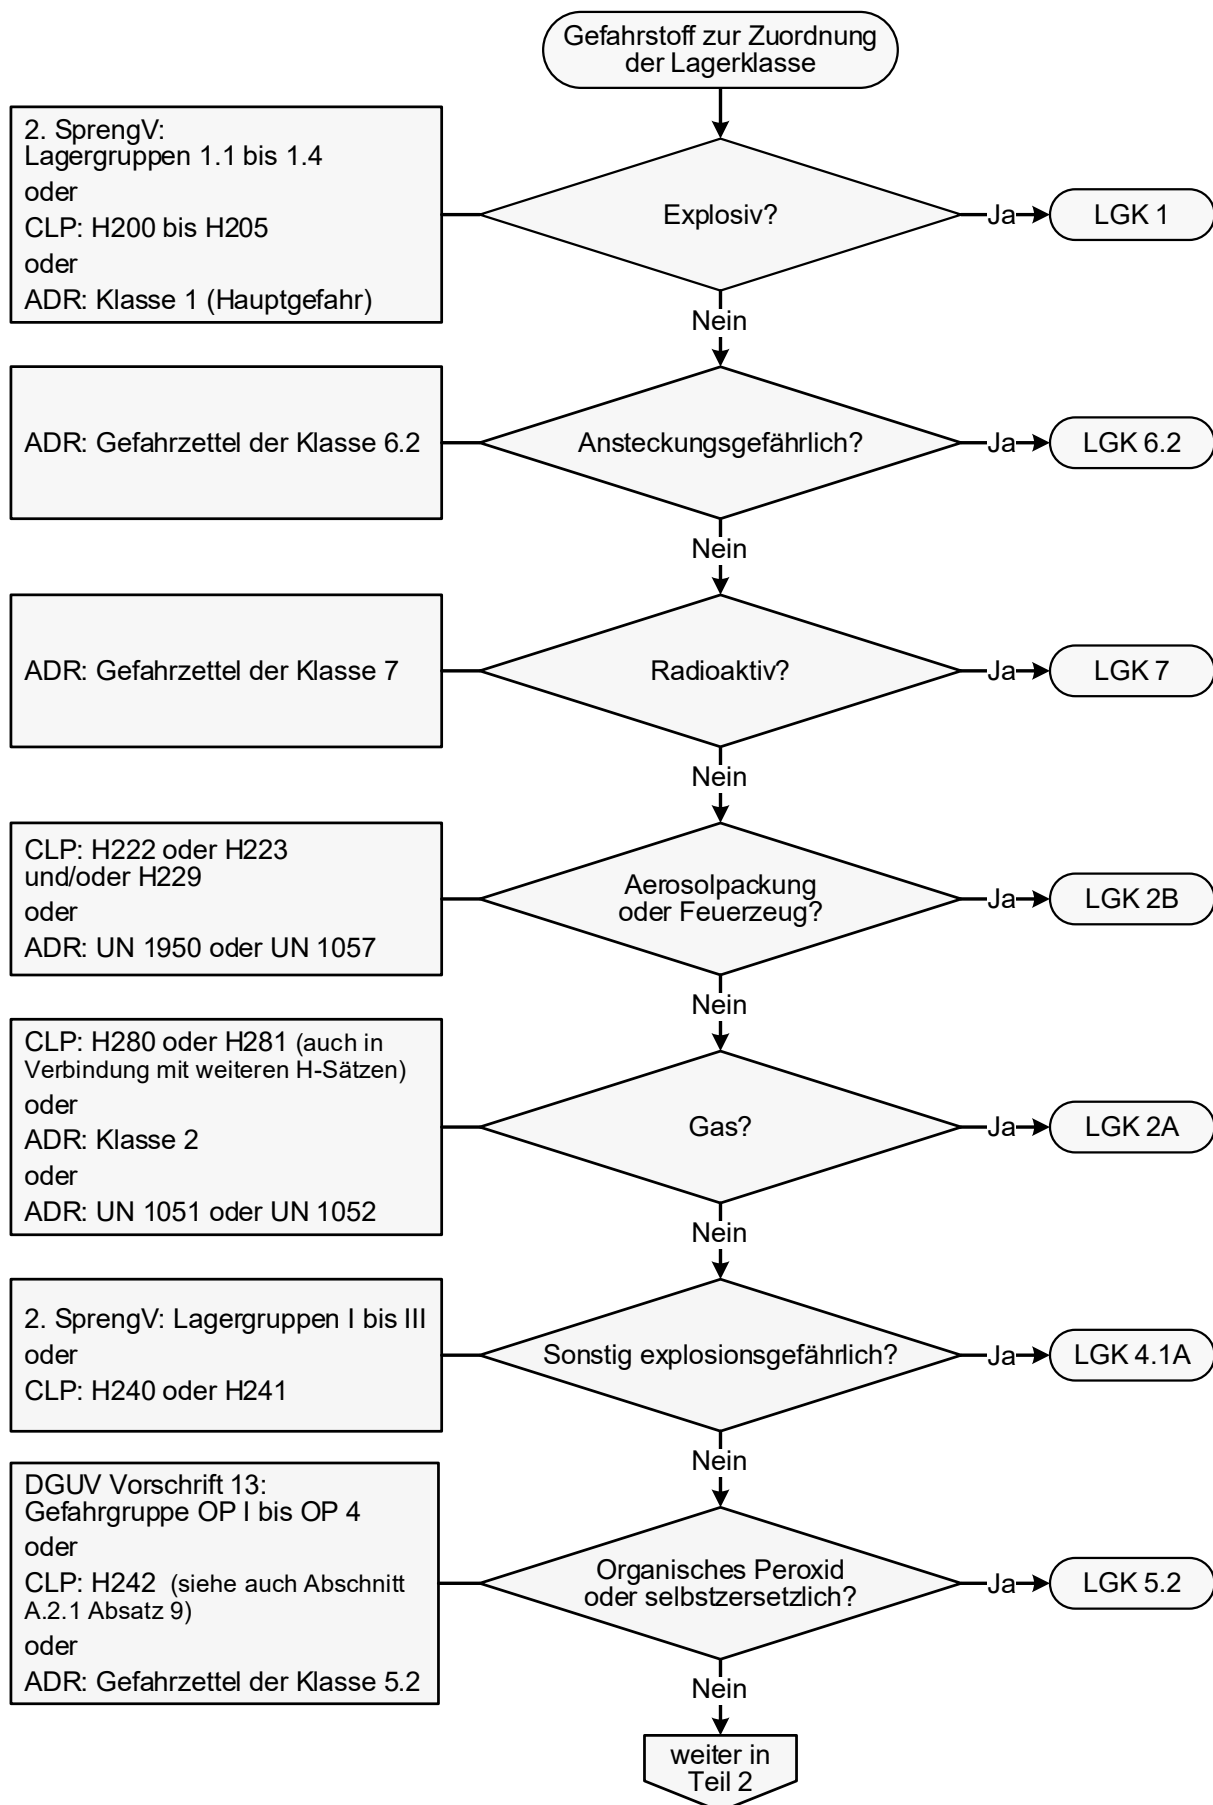 Gefahrstoff zur Zuordnung
der Lagerklasse
2. SprengV:
Lagergruppen 1.1 bis 1.4
oder
CLP: H200 bis H205
oder
ADR: Klasse 1 (Hauptgefahr)
Explosiv?
Ja
LGK 1
Nein
ADR: Gefahrzettel der Klasse 6.2
Ansteckungsgefährlich?
Ja
LGK 6.2
Nein
ADR: Gefahrzettel der Klasse 7
Radioaktiv?
Ja
LGK 7
Nein
CLP: H222 oder H223
und/oder H229
oder
ADR: UN 1950 oder UN 1057
Aerosolpackung
oder Feuerzeug?
Ja
LGK 2B
Nein
CLP: H280 oder H281 (auch in
Verbindung mit weiteren H-Sätzen)
oder
ADR: Klasse 2
oder
ADR: UN 1051 oder UN 1052
Gas?
Ja
LGK 2A
Nein
2. SprengV: Lagergruppen I bis III
oder
CLP: H240 oder H241
Sonstig explosionsgefährlich?
Ja
LGK 4.1A
Nein
DGUV Vorschrift 13:
Gefahrgruppe OP I bis OP 4
oder
CLP: H242 (siehe auch Abschnitt
A.2.1 Absatz 9)
oder
ADR: Gefahrzettel der Klasse 5.2
Organisches Peroxid
oder selbstzersetzlich?
Ja
LGK 5.2
Nein
weiter in
Teil 2